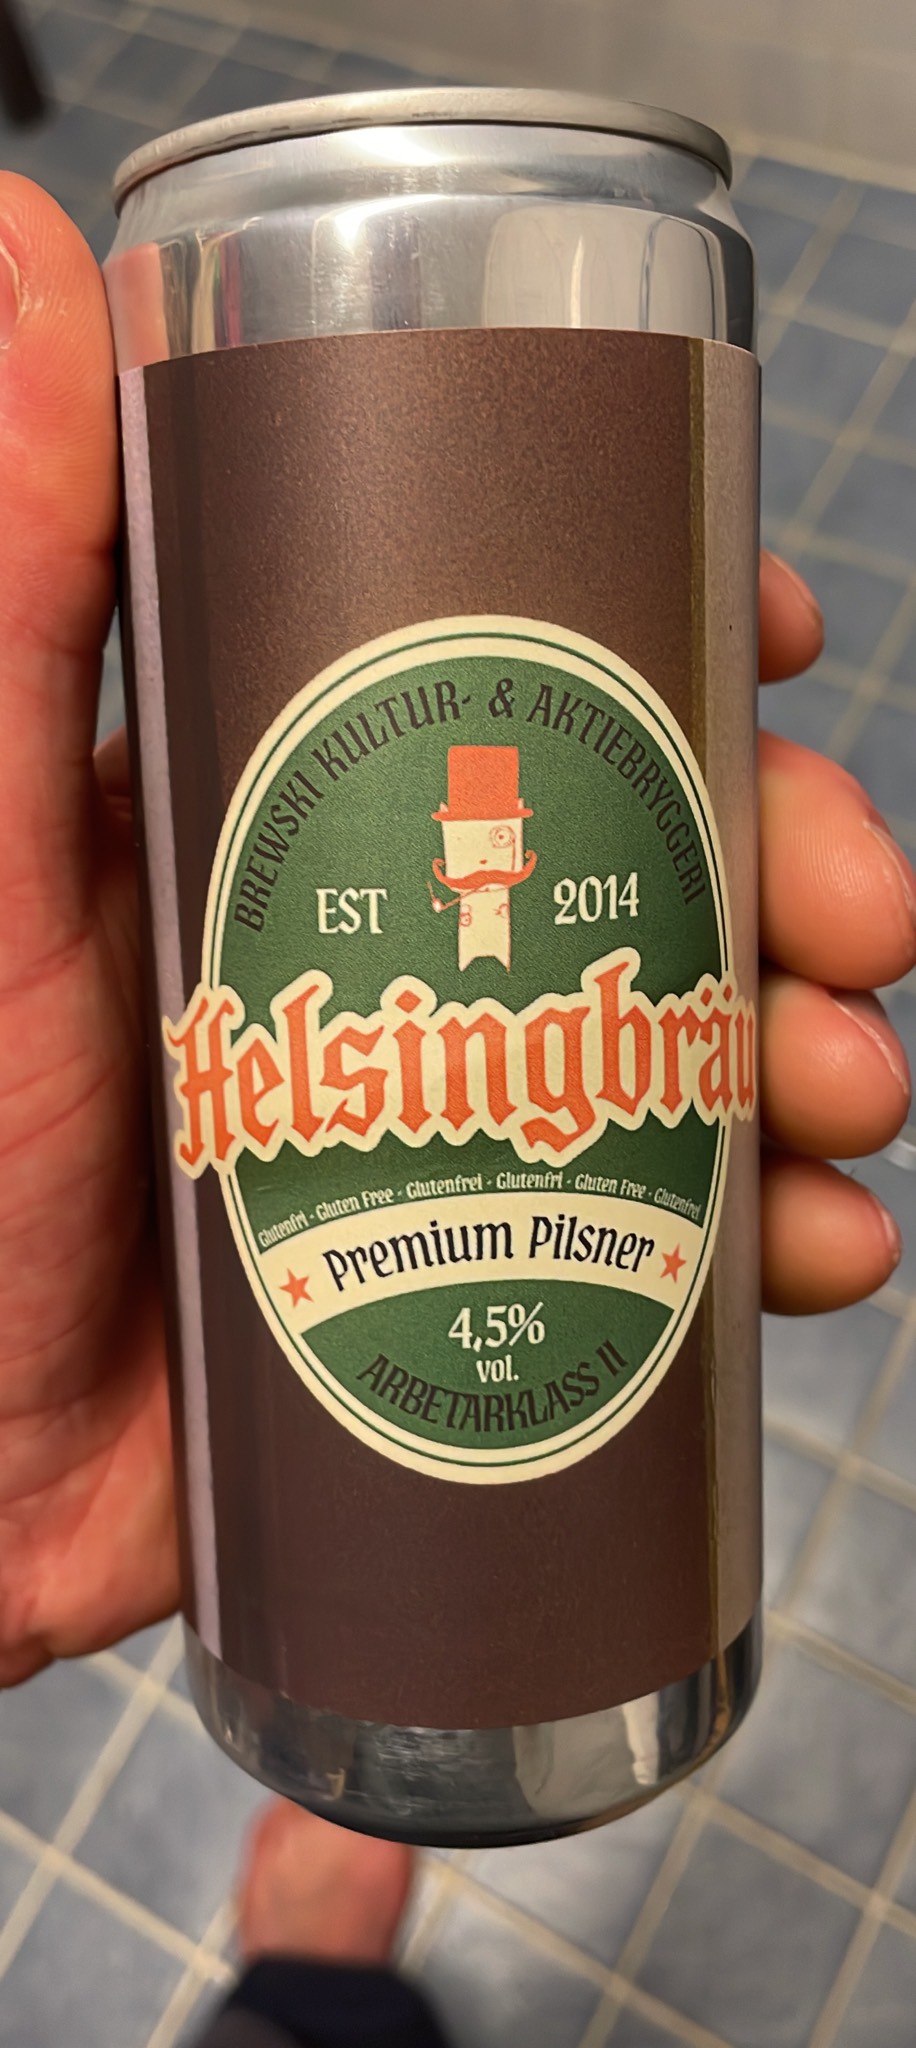 BREWSKI KULTUR- & AKTIEBRYGGERI
EST 2014
Helsingbräu
Glutenfri - Gluten Free - Glutenfrei - Glutenfri - Gluten Free - Glutenfrei
Premium Pilsner
4,5%
vol.
ARBETARKLASS II